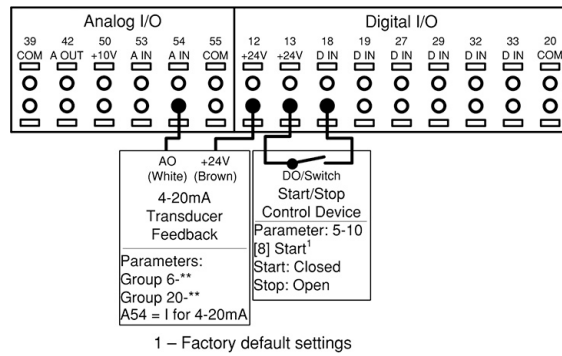 Analog I/O Digital I/O
39 42 50 53 54 55 12 13 18 19 27 29 32 33 20
COM A OUT +10V A IN A IN COM +24V +24V D IN D IN D IN D IN D IN D IN COM
AO +24V
(White) (Brown)
4-20mA
Transducer
Feedback
Parameters:
Group 6-**
Group 20-**
A54 = I for 4-20mA
DO/Switch
Start/Stop
Control Device
Parameter: 5-10
[8] Start¹
Start: Closed
Stop: Open
1 – Factory default settings